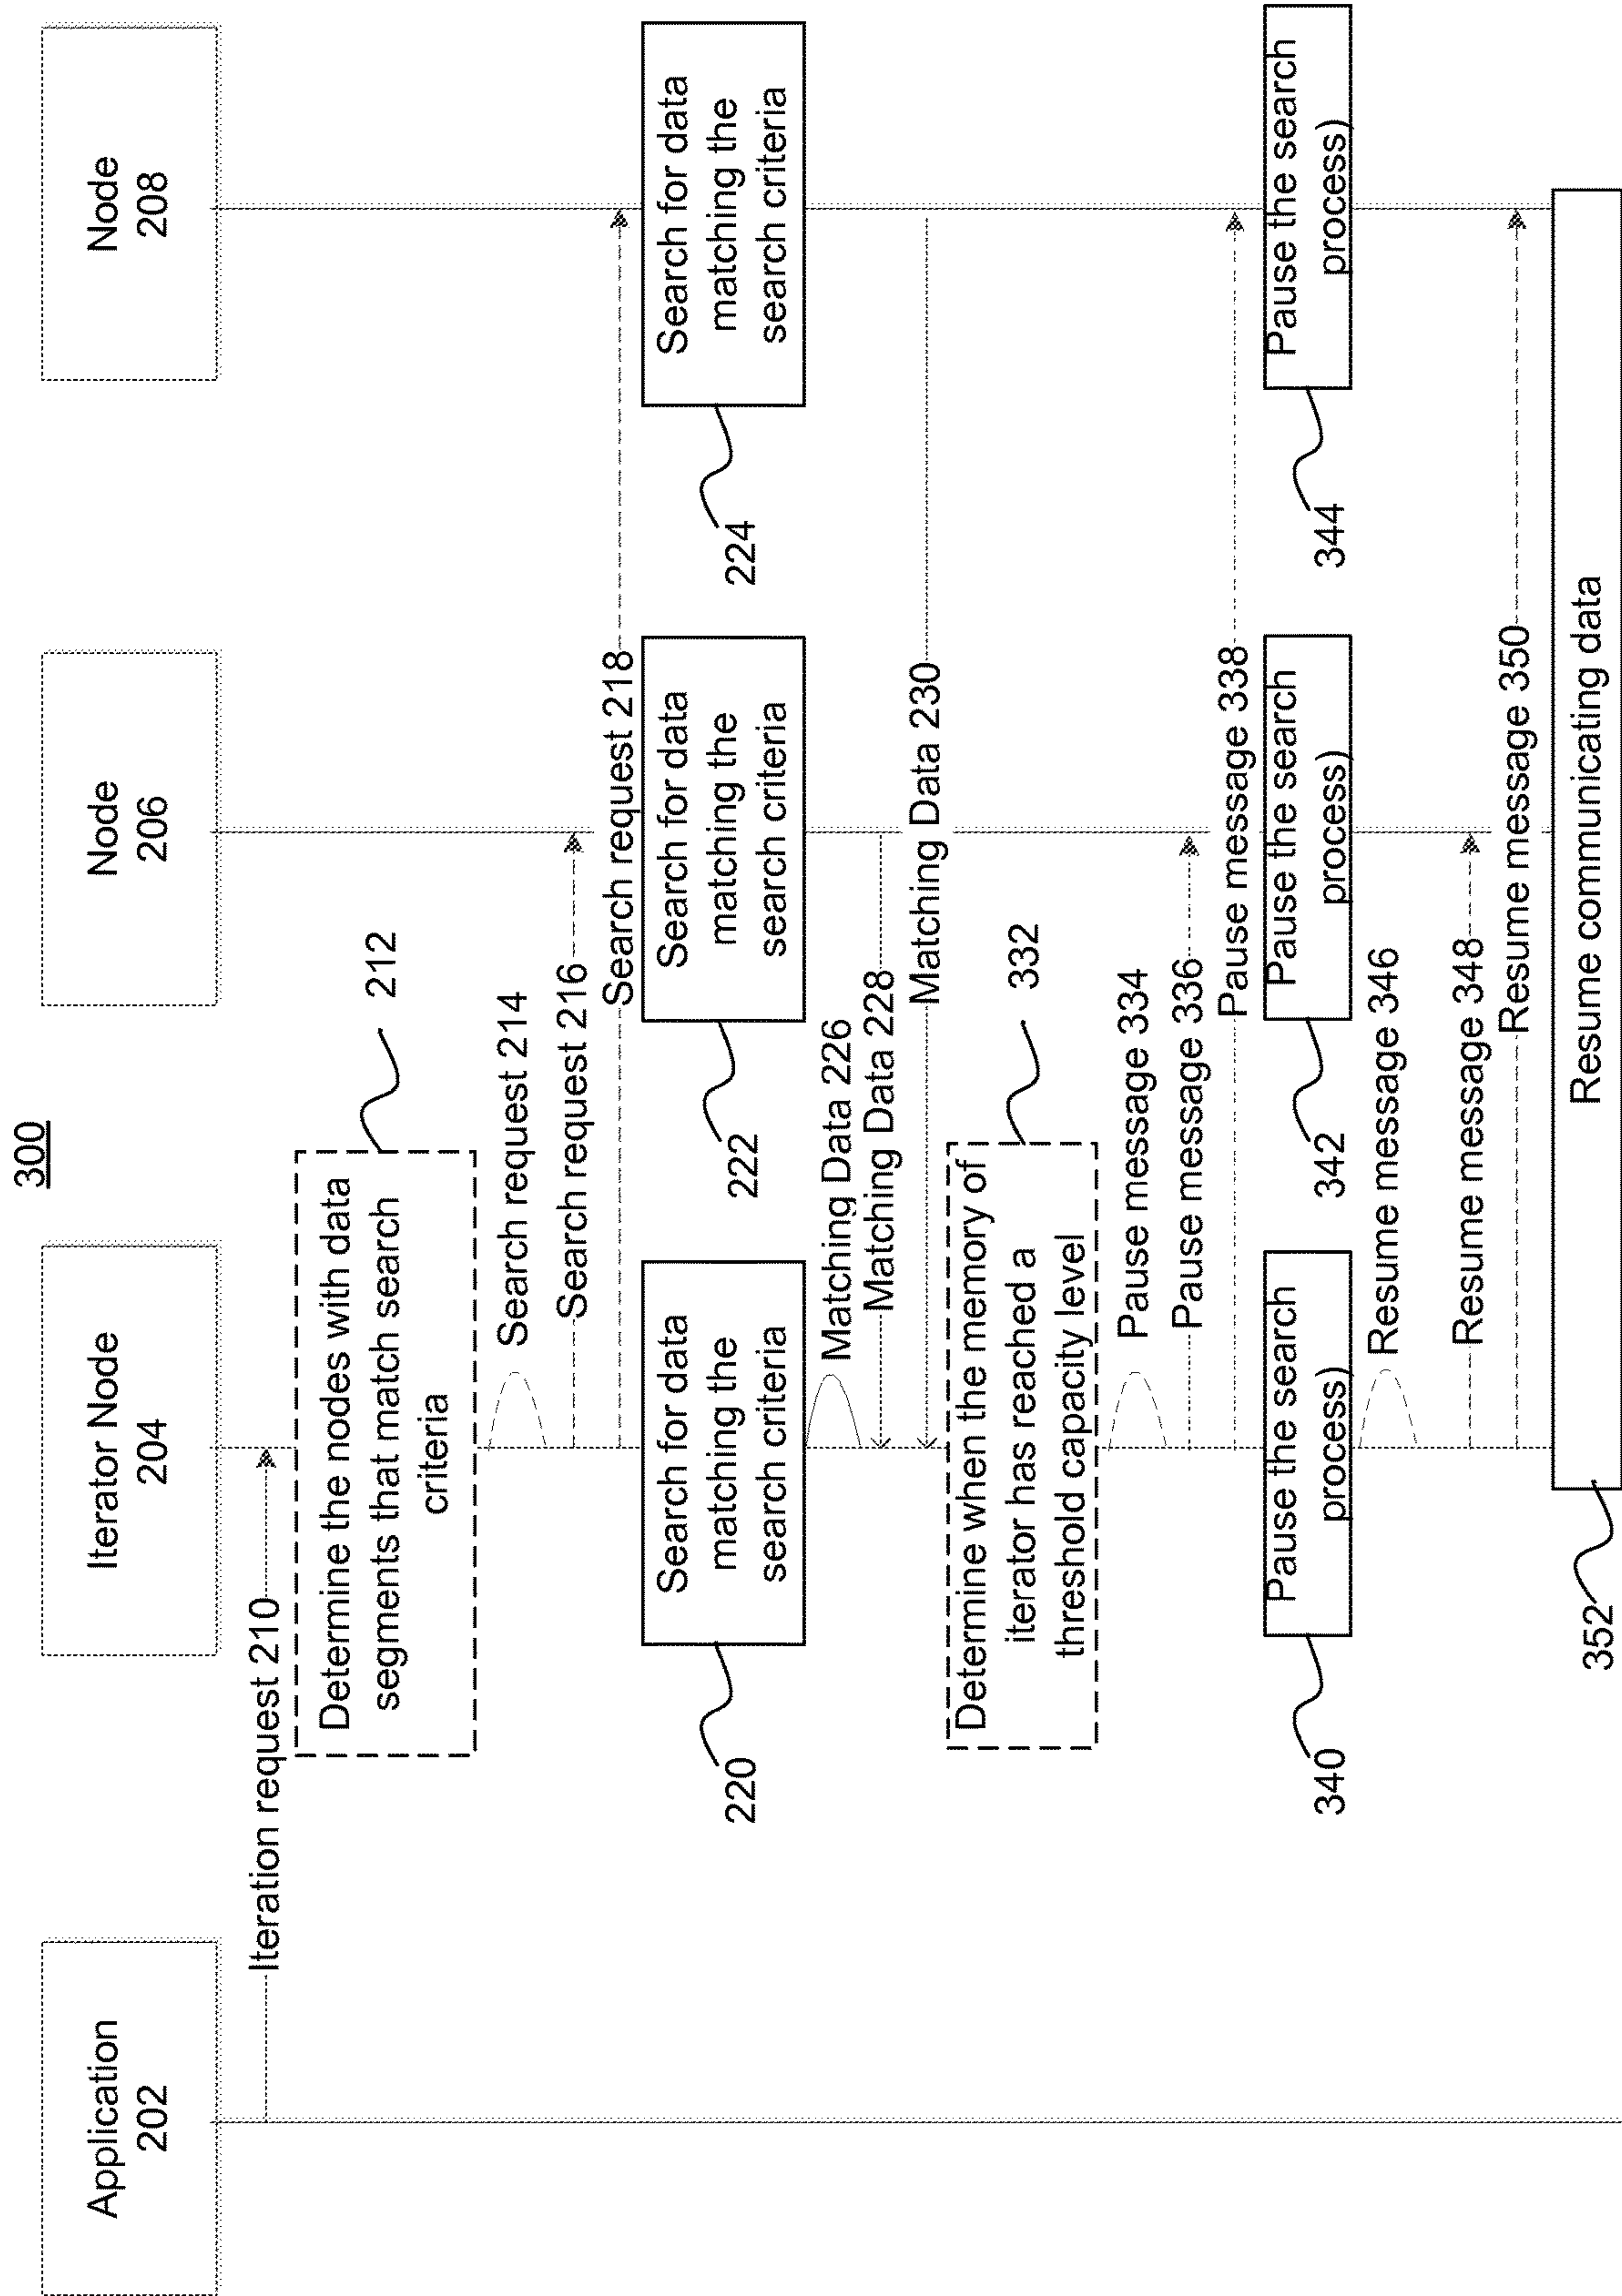 300
Application
202
Iterator Node
204
Node
206
Node
208
Iteration request 210
Determine the nodes with data
segments that match search
criteria
212
Search request 214
Search request 216
Search request 218
Search for data
matching the
search criteria
220
Search for data
matching the
search criteria
222
Search for data
matching the
search criteria
224
Matching Data 226
Matching Data 228
Matching Data 230
Determine when the memory of
iterator has reached a
threshold capacity level
332
Pause message 334
Pause message 336
Pause message 338
Pause the search
process)
340
Pause the search
process)
342
Pause the search
process)
344
Resume message 346
Resume message 348
Resume message 350
Resume communicating data
352